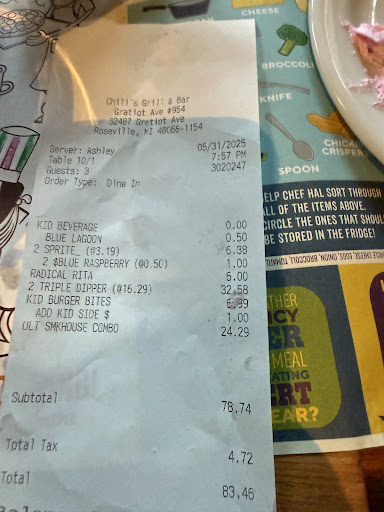 Chili's Grill & Bar
Gratiot Ave #954
32487 Gratiot Ave
Roseville, MI 48066-1154
Server: Ashley 05/31/2025
Table 10/1 7:57 PM
Guests: 3 3020247
Order Type: Dine In
KID BEVERAGE 0.00
BLUE LAGOON 0.50
2 SPRITE_ (@3.19) 6.38
2 $BLUE RASPBERRY (@0.50) 1.00
RADICAL RITA 6.00
2 TRIPLE DIPPER (@16.29) 32.58
KID BURGER BITES 6.99
ADD KID SIDE $ 1.00
ULT SMKHOUSE COMBO 24.29
Subtotal 78.74
Total Tax 4.72
Total 83.46
CHEESE
BROCCOLI
KNIFE
CHICKEN
CRISPERS
SPOON
HELP CHEF HAL SORT THROUGH
ALL OF THE ITEMS ABOVE.
CIRCLE THE ONES THAT SHOULD
BE STORED IN THE FRIDGE!
MEAL
EAR?